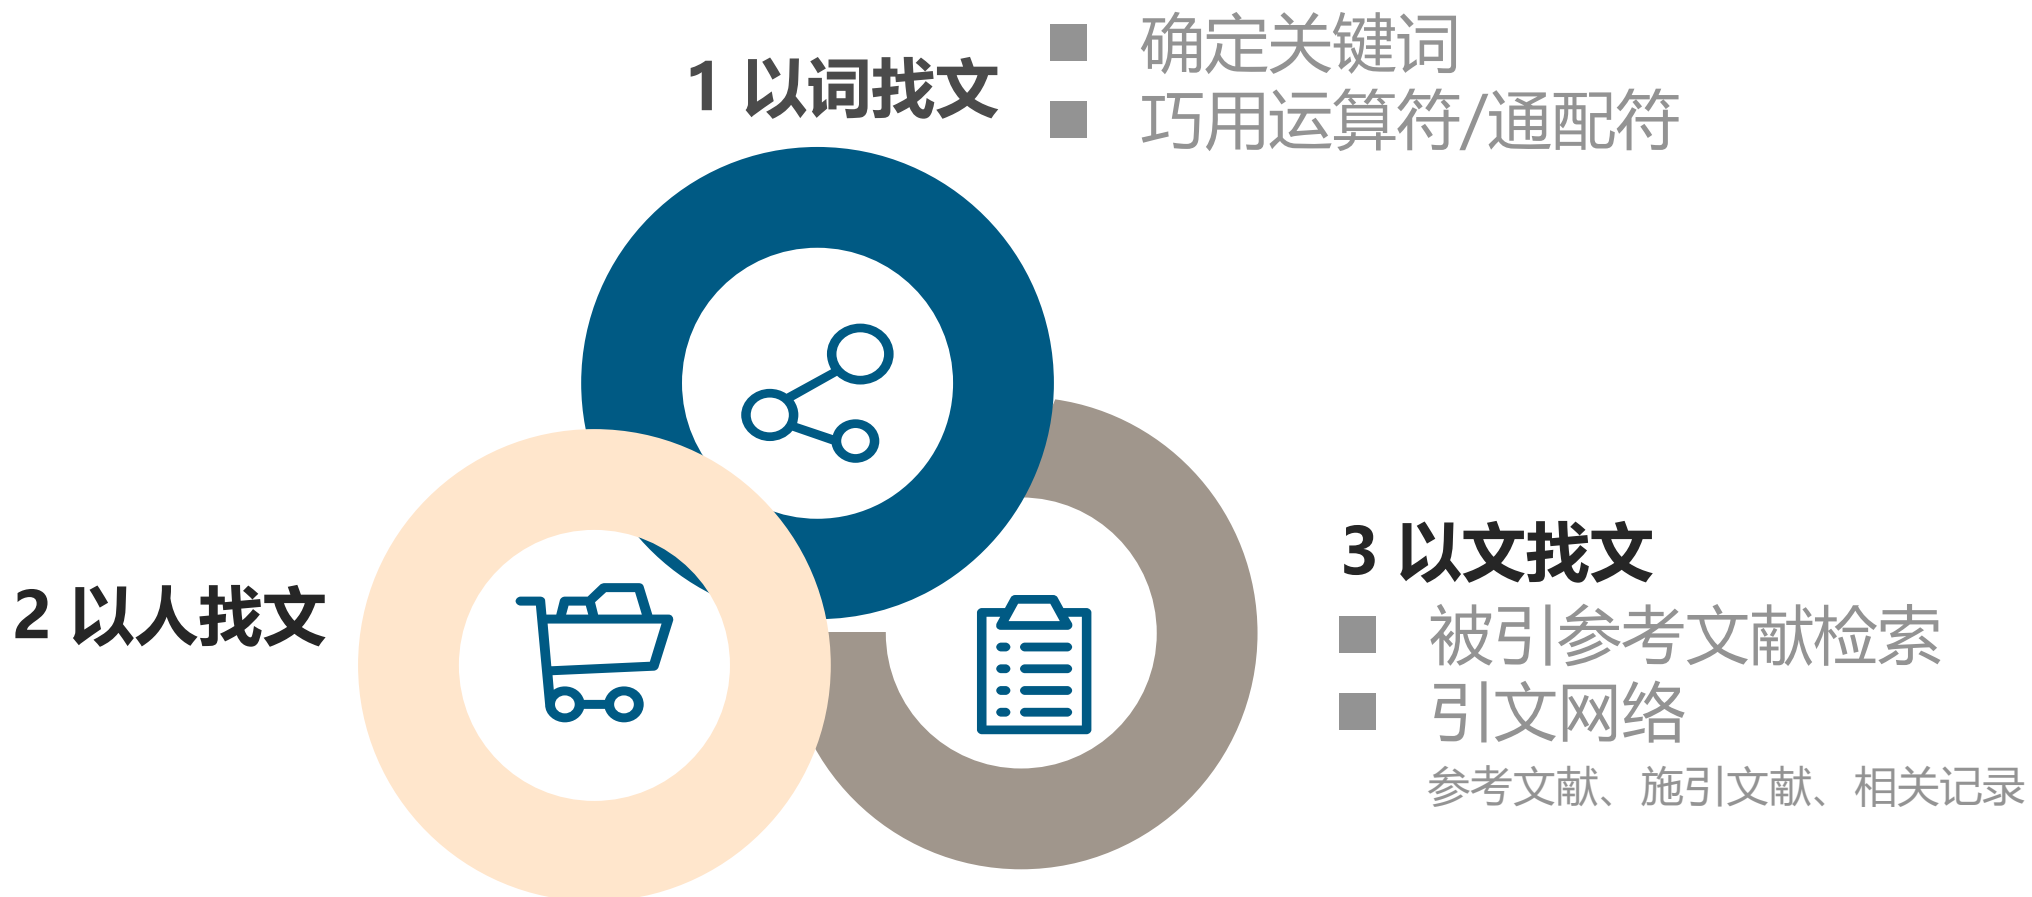 1 以词找文
■ 确定关键词
■ 巧用运算符/通配符
2 以人找文
3 以文找文
■ 被引参考文献检索
■ 引文网络
参考文献、施引文献、相关记录